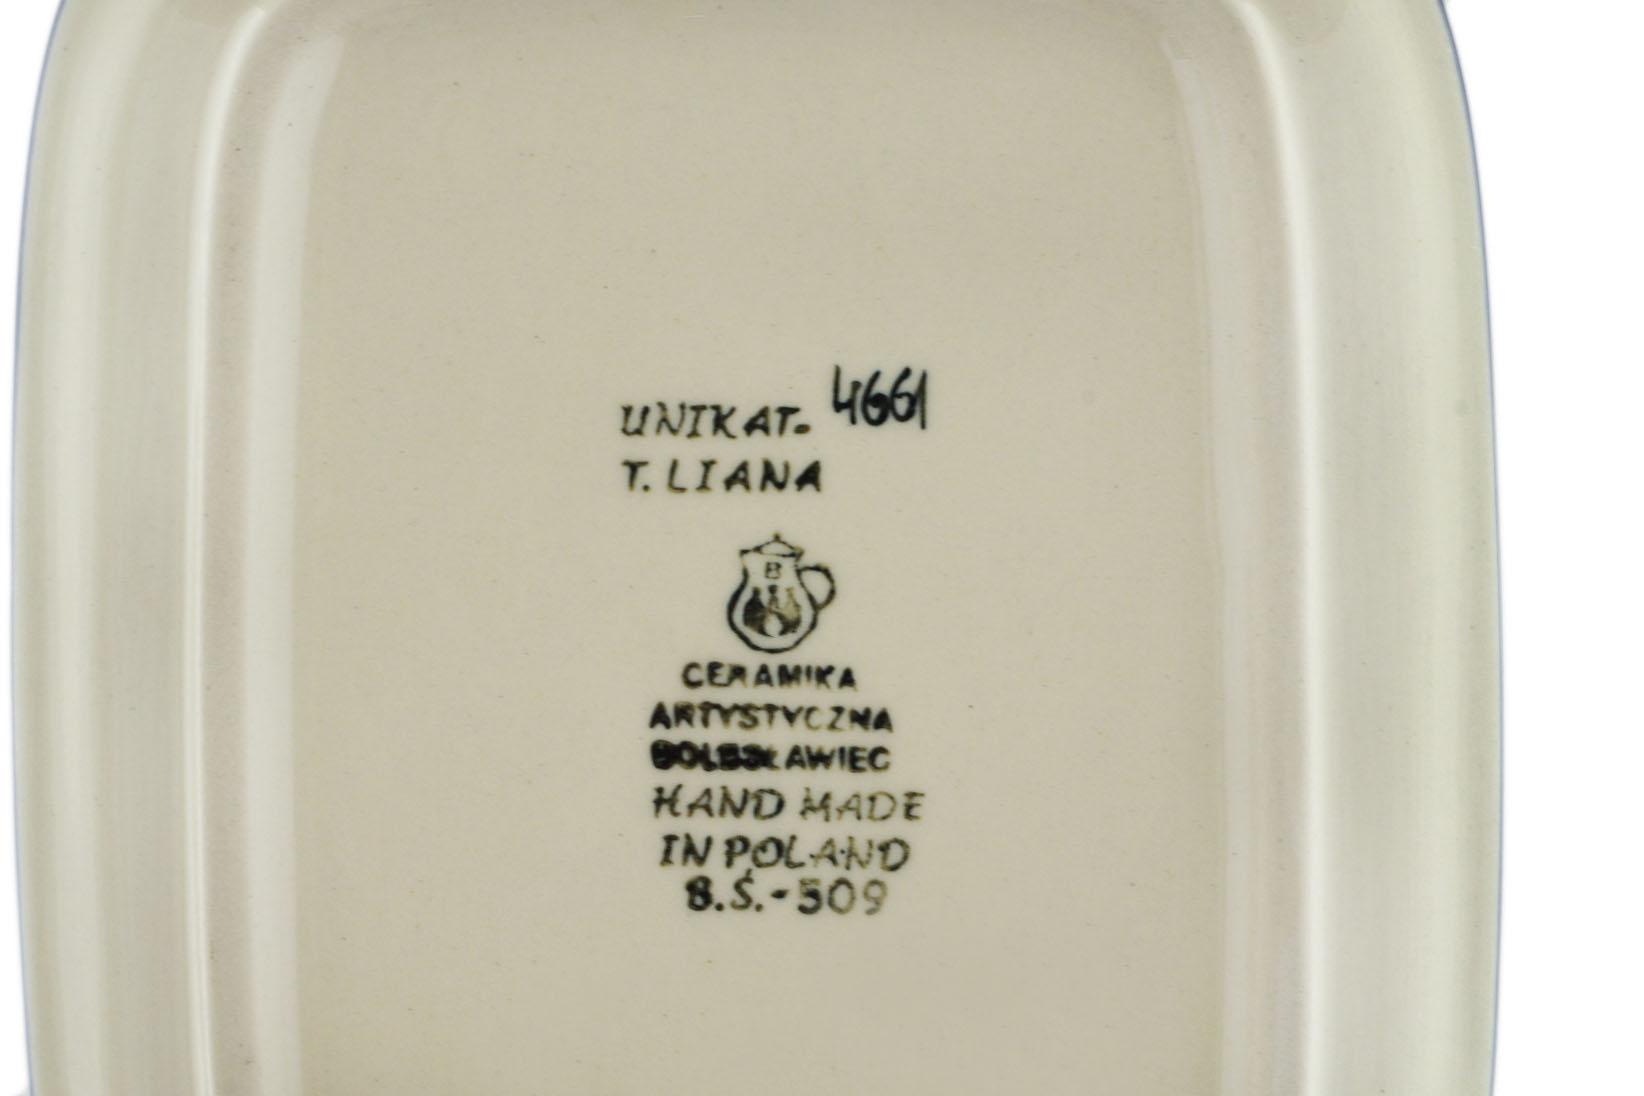 UNIKAT. 4661
T. LIANA
B
CERAMIKA
ARTYSTYCZNA
BOLESŁAWIEC
HAND MADE
IN POLAND
B.Ś.-509